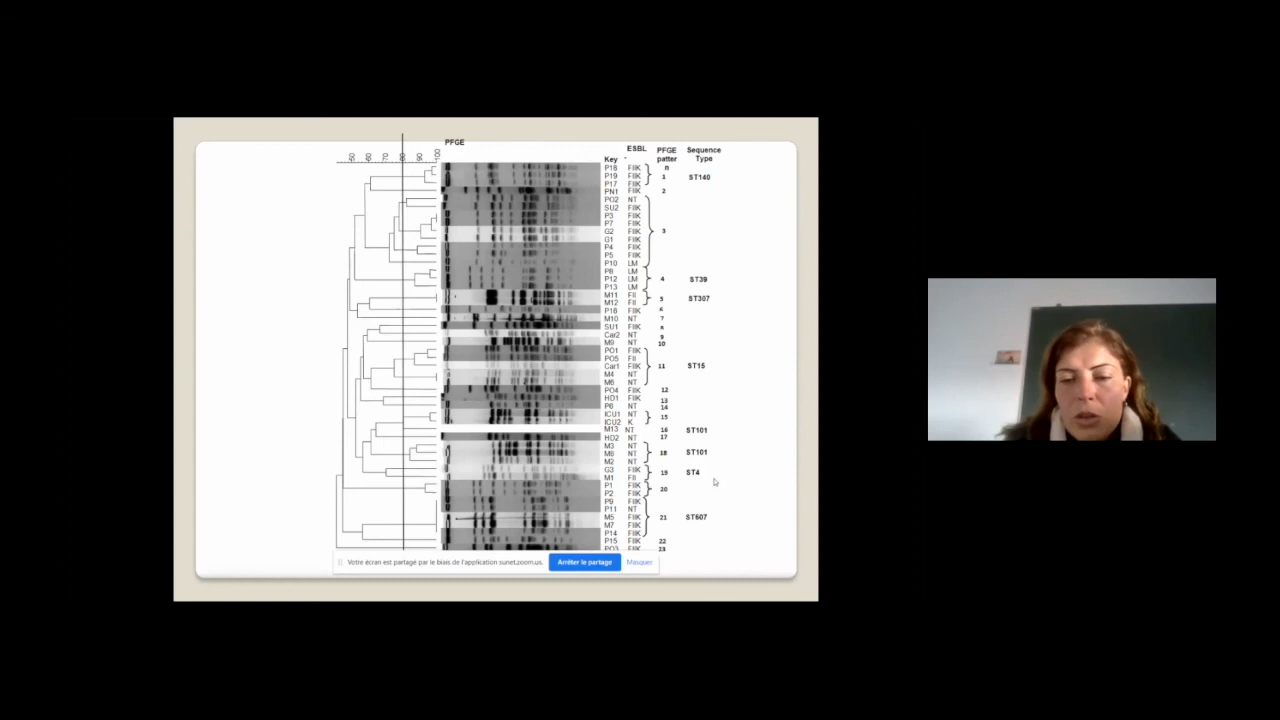 PFGE
50 60 70 80 90 100
ESBL
Key
PFGE pattern
Sequence Type
P18 FIIK
P19 FIIK 1 ST140
P17 FIIK
PN1 FIIK 2
PO2 NT
SU2 FIIK
P3 FIIK
P7 FIIK
G2 FIIK 3
G1 FIIK
P4 FIIK
P5 FIIK
P10 LM
P8 LM
P12 LM 4 ST39
P13 LM
M11 FII 5 ST307
M12 FII
P16 FIIK 6
M10 NT 7
SU1 FIIK 8
Car2 NT 9
M9 NT 10
PO1 FIIK
PO5 FII
Car1 FIIK 11 ST15
M4 NT
M6 NT
PO4 FIIK 12
HD1 FIIK 13
P6 NT 14
ICU1 NT 15
ICU2 K
M13 NT 16 ST101
HD2 NT 17
M3 NT
M8 NT 18 ST101
M2 NT
G3 FIIK 19 ST4
M1 FII
P1 FIIK 20
P2 FIIK
P9 FIIK
P11 NT
M5 FIIK 21 ST607
M7 FIIK
P14 FIIK
P15 FIIK 22
PO3 FIIK 23
Votre écran est partagé par le biais de l'application sunet.zoom.us. Arrêter le partage Masquer